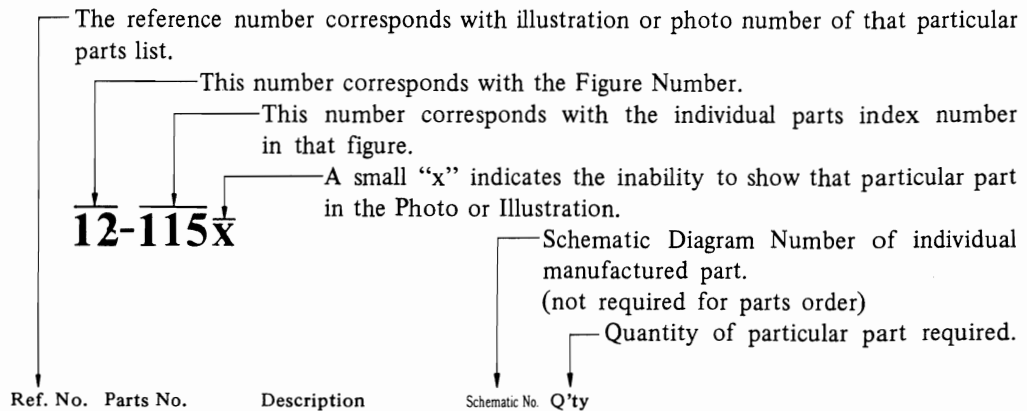 The reference number corresponds with illustration or photo number of that particular
parts list.
This number corresponds with the Figure Number.
This number corresponds with the individual parts index number
in that figure.
A small “x” indicates the inability to show that particular part
in the Photo or Illustration.
12-115x
Schematic Diagram Number of individual
manufactured part.
(not required for parts order)
Quantity of particular part required.
Ref. No. Parts No. Description Schematic No. Q'ty